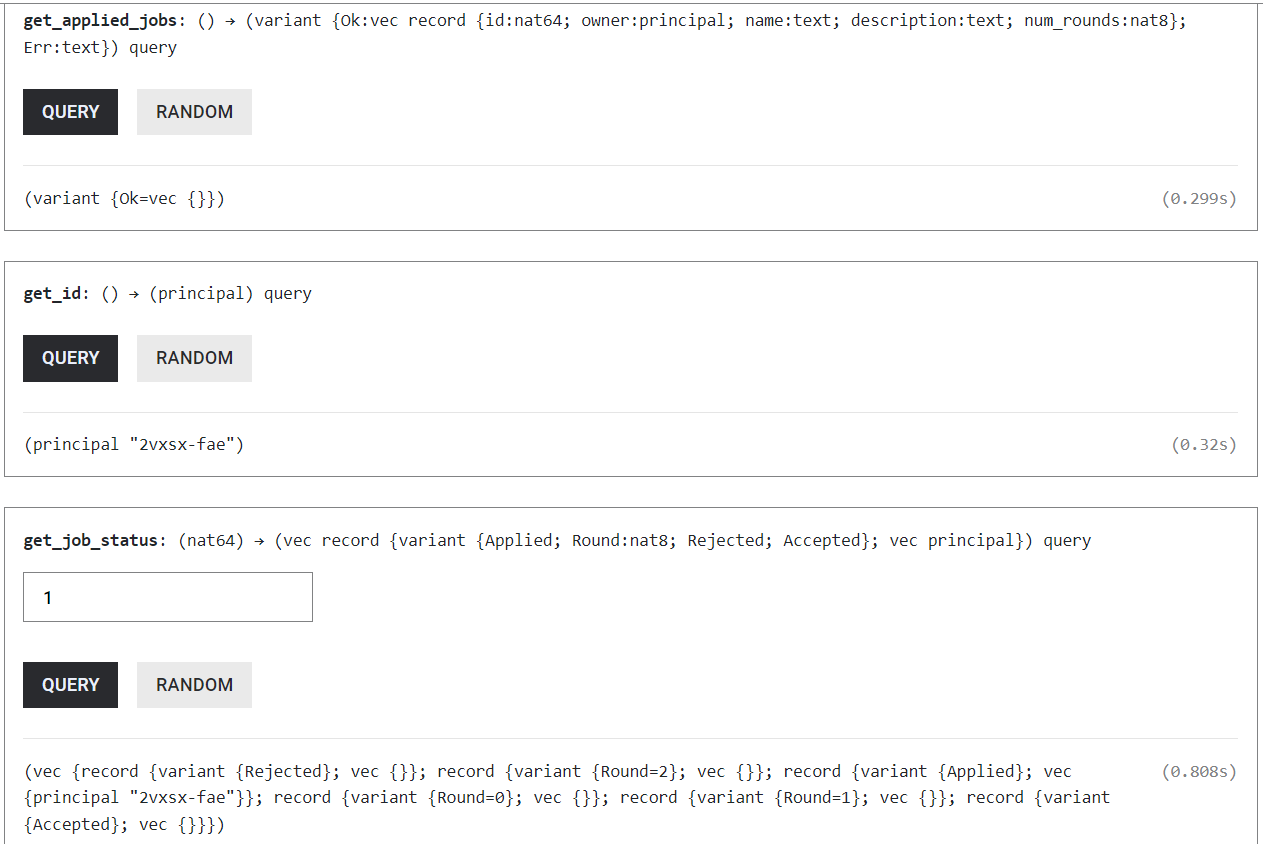 get_applied_jobs: () → (variant {Ok:vec record {id:nat64; owner:principal; name:text; description:text; num_rounds:nat8};
Err:text}) query
QUERY RANDOM
(variant {Ok=vec {}}) (0.299s)
get_id: () → (principal) query
QUERY RANDOM
(principal "2vxsx-fae") (0.32s)
get_job_status: (nat64) → (vec record {variant {Applied; Round:nat8; Rejected; Accepted}; vec principal}) query
1
QUERY RANDOM
(vec {record {variant {Rejected}; vec {}}; record {variant {Round=2}; vec {}}; record {variant {Applied}; vec (0.808s)
{principal "2vxsx-fae"}}; record {variant {Round=0}; vec {}}; record {variant {Round=1}; vec {}}; record {variant
{Accepted}; vec {}}})